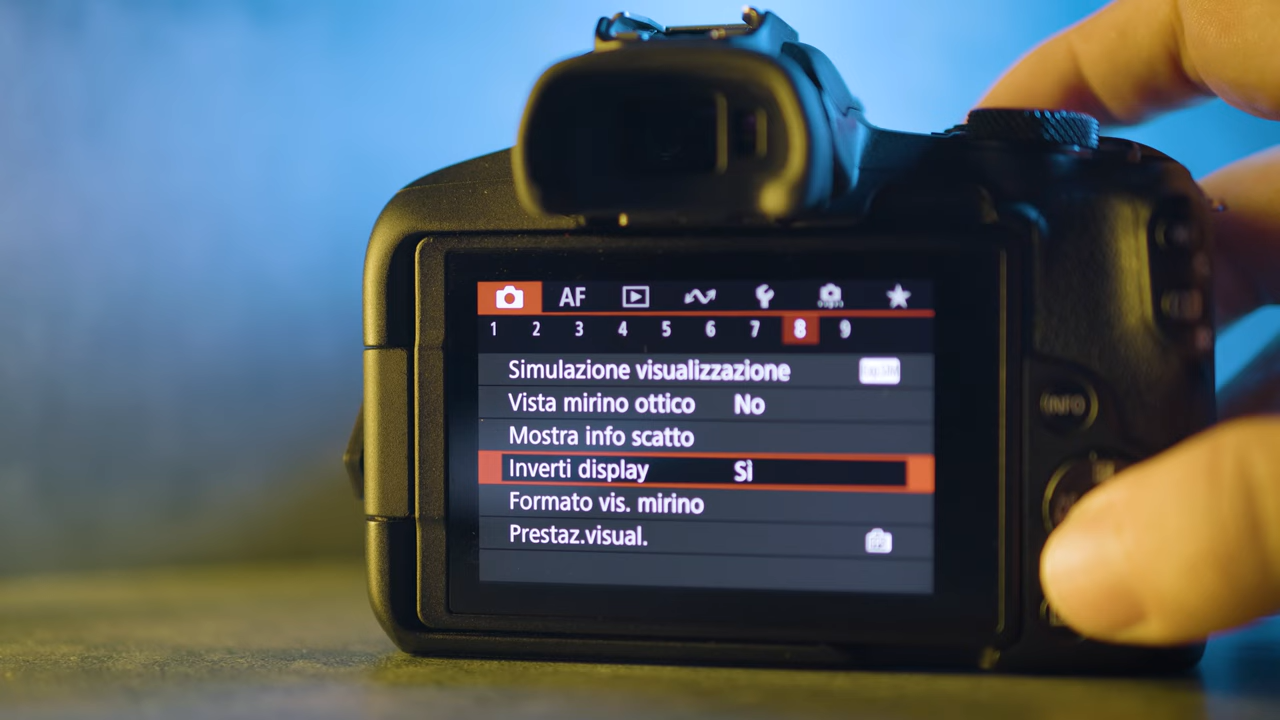 AF
1 2 3 4 5 6 7 8 9
Simulazione visualizzazione
Vista mirino ottico No
Mostra info scatto
Inverti display Sì
Formato vis. mirino
Prestaz.visual.
INFO